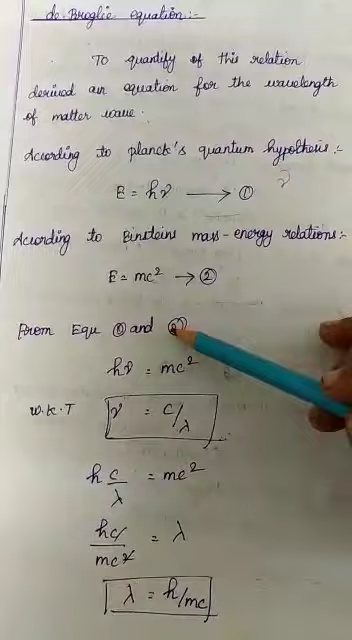 de-Broglie equation:-
To quantify of this relation
derived an equation for the wavelength
of matter wave.
According to planck's quantum hypothesis:-
E = hν → ①
According to Einsteins mass-energy relations:-
E = mc² → ②
From Equ ① and ②
hν = mc²
W.K.T ν = c/λ
h c/λ = mc²
hc/mc² = λ
λ = h/mc